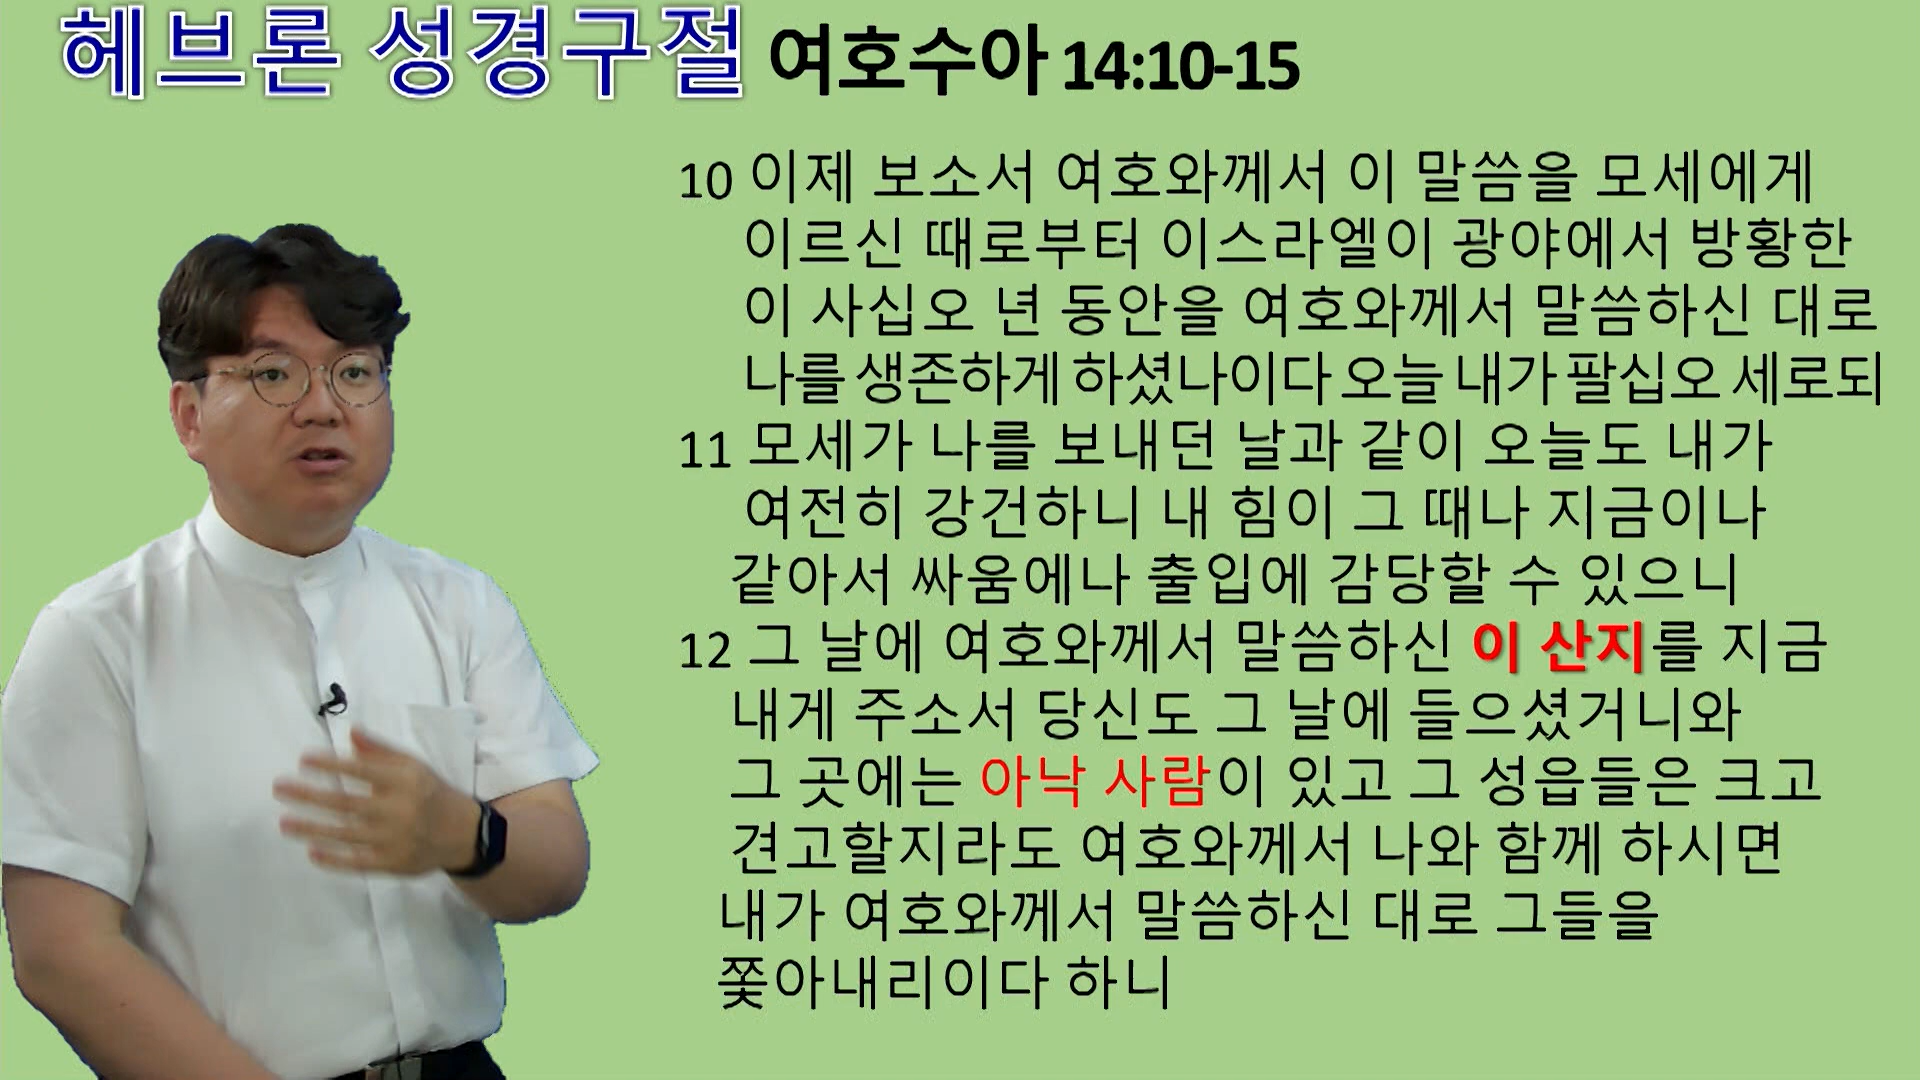 헤브론 성경구절 여호수아 14:10-15
10 이제 보소서 여호와께서 이 말씀을 모세에게
이르신 때로부터 이스라엘이 광야에서 방황한
이 사십오 년 동안을 여호와께서 말씀하신 대로
나를 생존하게 하셨나이다 오늘 내가 팔십오 세로되
11 모세가 나를 보내던 날과 같이 오늘도 내가
여전히 강건하니 내 힘이 그 때나 지금이나
같아서 싸움에나 출입에 감당할 수 있으니
12 그 날에 여호와께서 말씀하신 이 산지를 지금
내게 주소서 당신도 그 날에 들으셨거니와
그 곳에는 아낙 사람이 있고 그 성읍들은 크고
견고할지라도 여호와께서 나와 함께 하시면
내가 여호와께서 말씀하신 대로 그들을
쫓아내리이다 하니